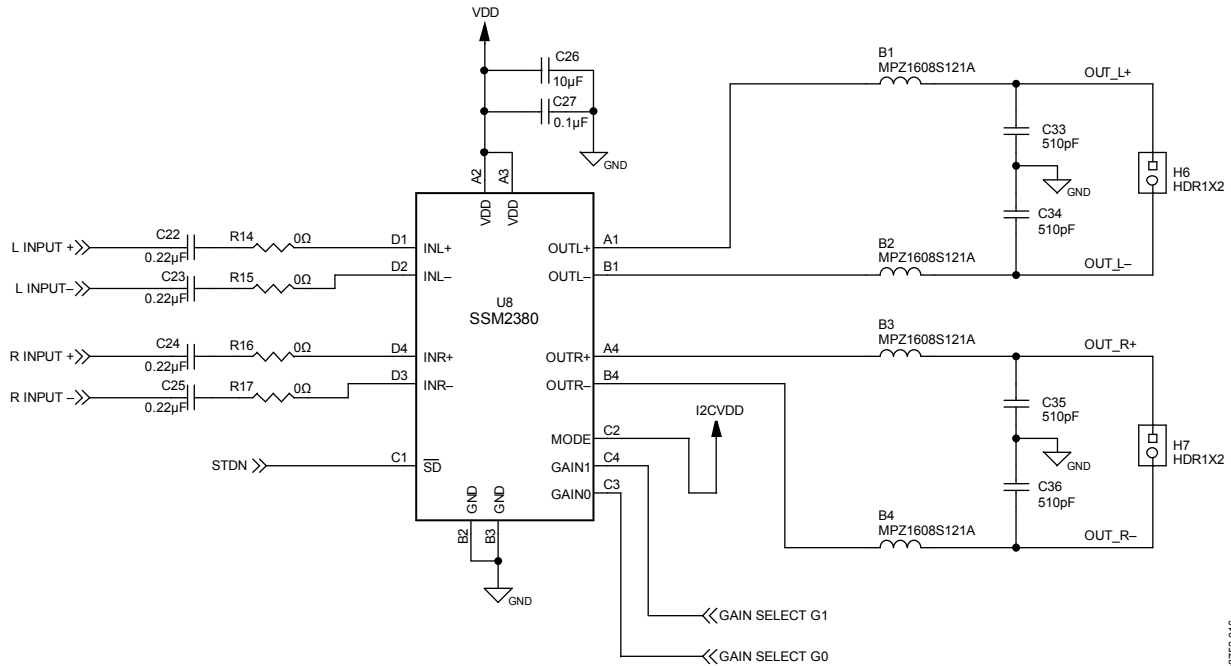 VDD
C26
10µF
C27
0.1µF
GND
A2
A3
VDD
VDD
L INPUT +
C22
0.22µF
R14
0Ω
D1
INL+
L INPUT–
C23
0.22µF
R15
0Ω
D2
INL–
R INPUT +
C24
0.22µF
R16
0Ω
D4
INR+
R INPUT –
C25
0.22µF
R17
0Ω
D3
INR–
STDN
C1
SD
U8
SSM2380
GND
GND
B2
B3
GND
OUTL+
A1
OUTL–
B1
OUTR+
A4
OUTR–
B4
MODE
C2
GAIN1
C4
GAIN0
C3
I2CVDD
GAIN SELECT G1
GAIN SELECT G0
B1
MPZ1608S121A
OUT_L+
C33
510pF
GND
C34
510pF
H6
HDR1X2
B2
MPZ1608S121A
OUT_L–
B3
MPZ1608S121A
OUT_R+
C35
510pF
GND
C36
510pF
H7
HDR1X2
B4
MPZ1608S121A
OUT_R–